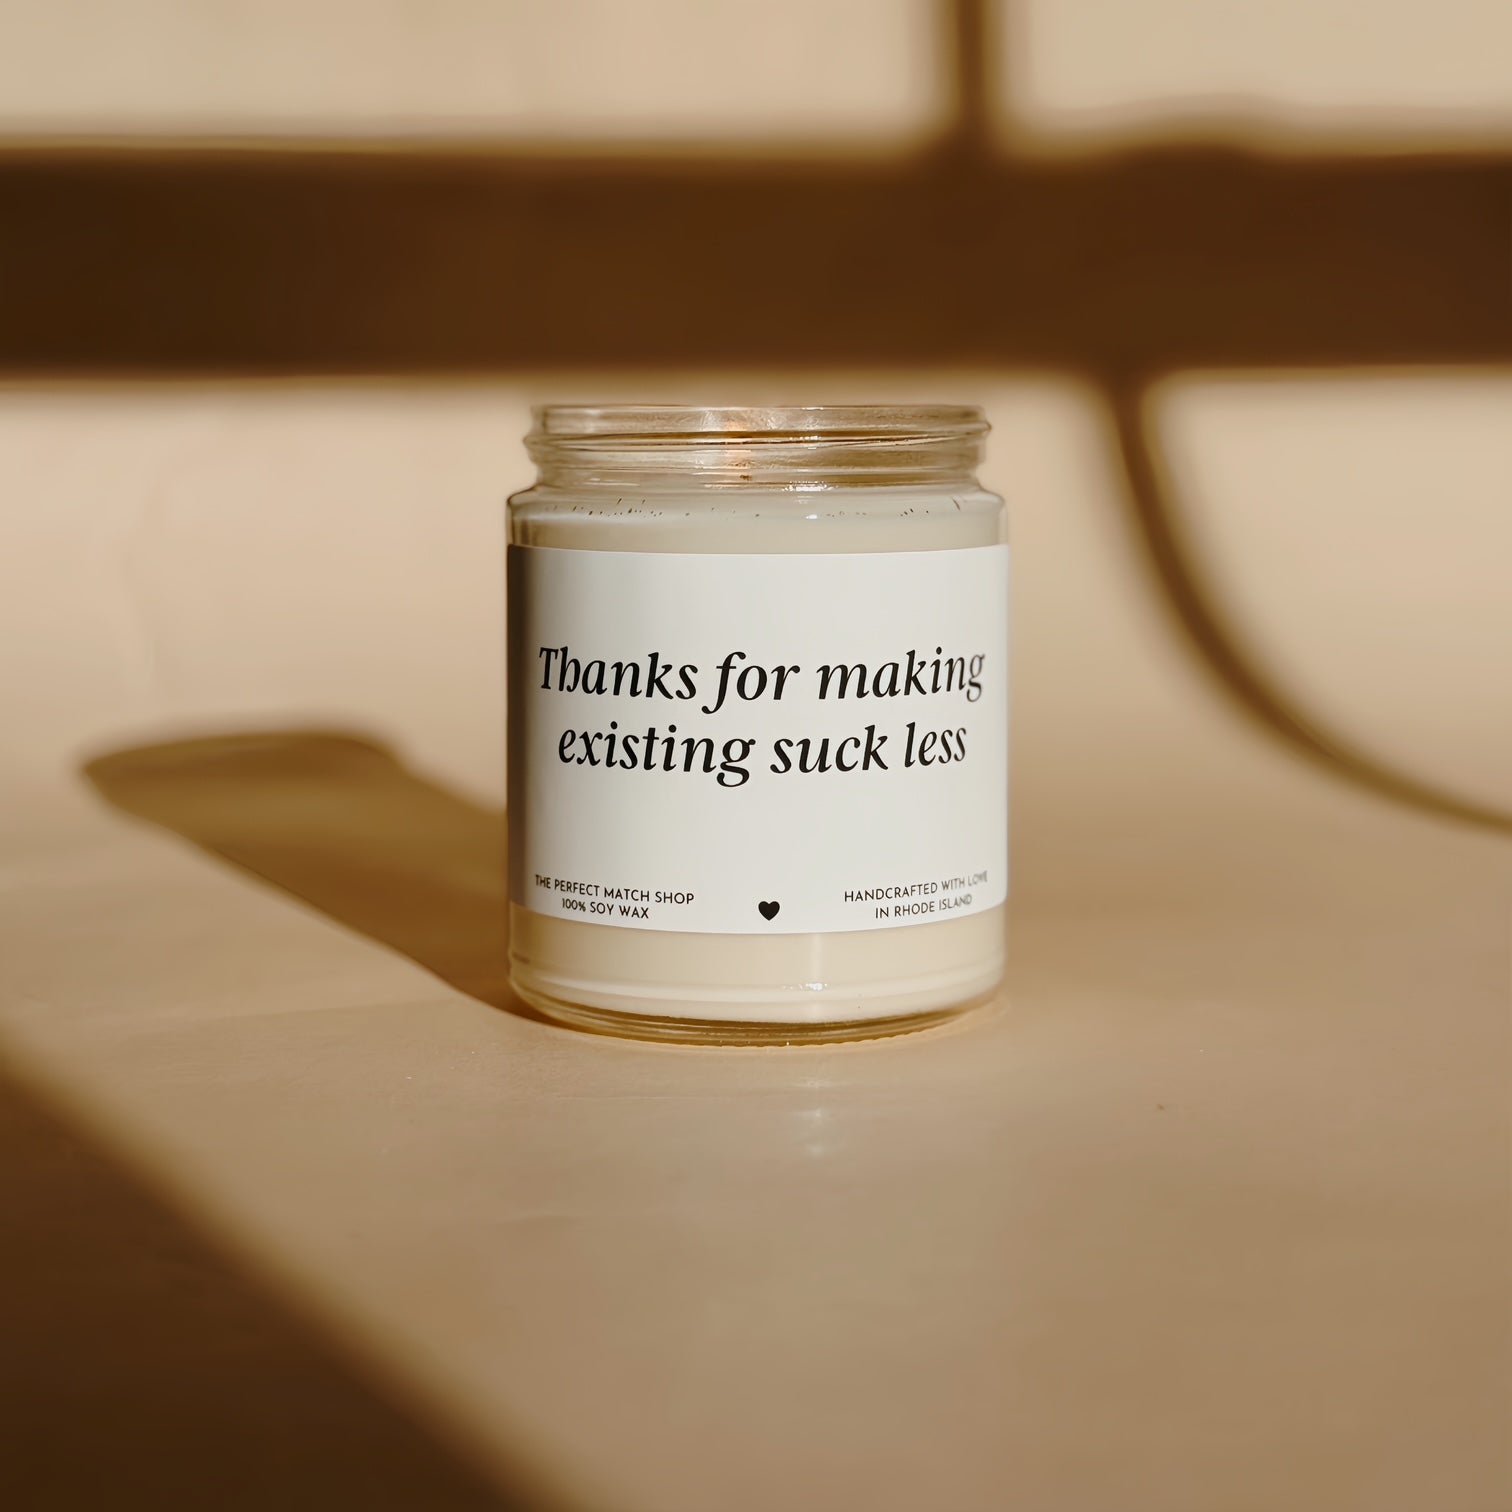 Thanks for making
existing suck less
THE PERFECT MATCH SHOP
100% SOY WAX
HANDCRAFTED WITH LOVE
IN RHODE ISLAND